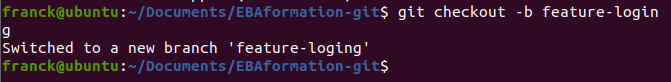 franck@ubuntu:~/Documents/EBAformation-git$ git checkout -b feature-login
g
Switched to a new branch 'feature-loging'
franck@ubuntu:~/Documents/EBAformation-git$